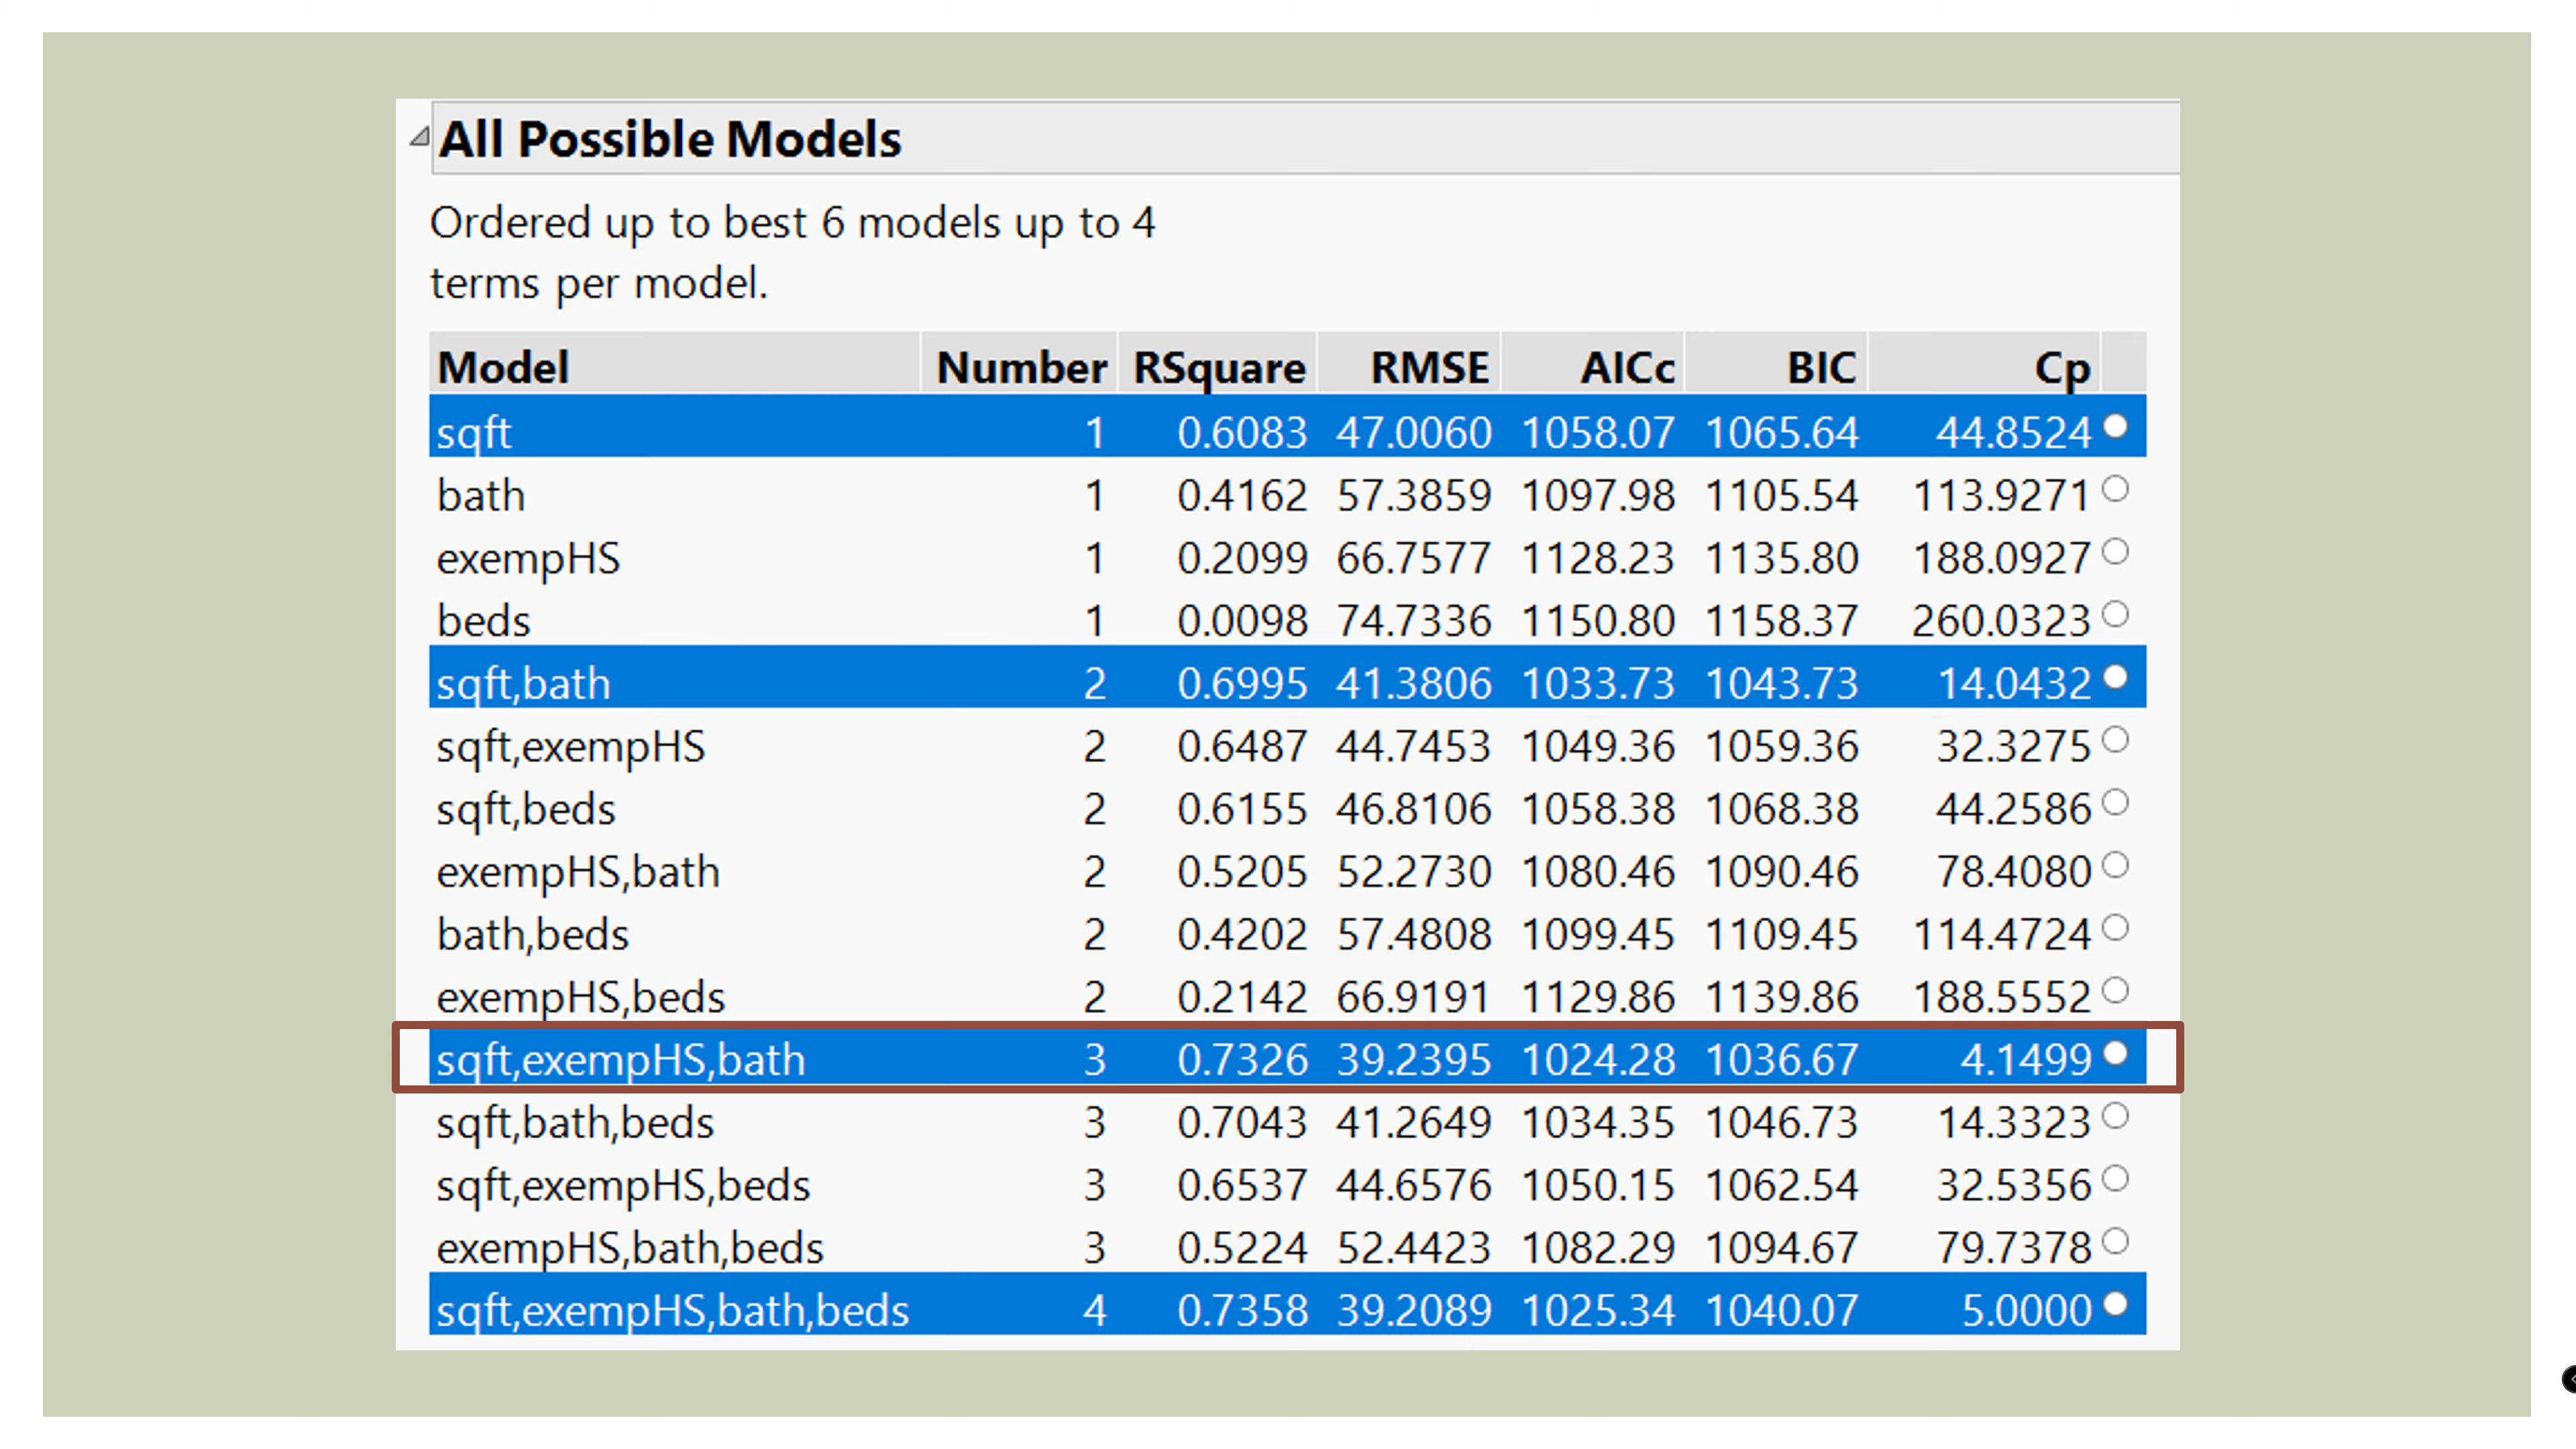 All Possible Models
Ordered up to best 6 models up to 4
terms per model.
Model Number RSquare RMSE AICc BIC Cp
sqft 1 0.6083 47.0060 1058.07 1065.64 44.8524
bath 1 0.4162 57.3859 1097.98 1105.54 113.9271
exempHS 1 0.2099 66.7577 1128.23 1135.80 188.0927
beds 1 0.0098 74.7336 1150.80 1158.37 260.0323
sqft,bath 2 0.6995 41.3806 1033.73 1043.73 14.0432
sqft,exempHS 2 0.6487 44.7453 1049.36 1059.36 32.3275
sqft,beds 2 0.6155 46.8106 1058.38 1068.38 44.2586
exempHS,bath 2 0.5205 52.2730 1080.46 1090.46 78.4080
bath,beds 2 0.4202 57.4808 1099.45 1109.45 114.4724
exempHS,beds 2 0.2142 66.9191 1129.86 1139.86 188.5552
sqft,exempHS,bath 3 0.7326 39.2395 1024.28 1036.67 4.1499
sqft,bath,beds 3 0.7043 41.2649 1034.35 1046.73 14.3323
sqft,exempHS,beds 3 0.6537 44.6576 1050.15 1062.54 32.5356
exempHS,bath,beds 3 0.5224 52.4423 1082.29 1094.67 79.7378
sqft,exempHS,bath,beds 4 0.7358 39.2089 1025.34 1040.07 5.0000